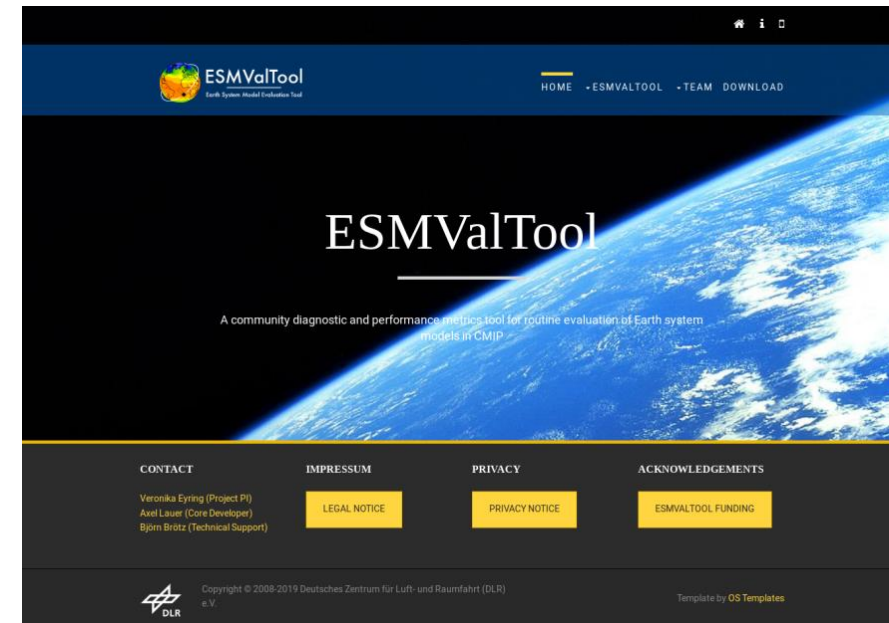 ESMValTool
Earth System Model Evaluation Tool
HOME
ESMVALTOOL
TEAM
DOWNLOAD
ESMValTool
A community diagnostic and performance metrics tool for routine evaluation of Earth system
models in CMIP
CONTACT
Veronika Eyring (Project PI)
Axel Lauer (Core Developer)
Björn Brötz (Technical Support)
IMPRESSUM
LEGAL NOTICE
PRIVACY
PRIVACY NOTICE
ACKNOWLEDGEMENTS
ESMVALTOOL FUNDING
DLR
Copyright © 2008-2019 Deutsches Zentrum für Luft- und Raumfahrt (DLR)
e.V.
Template by OS Templates